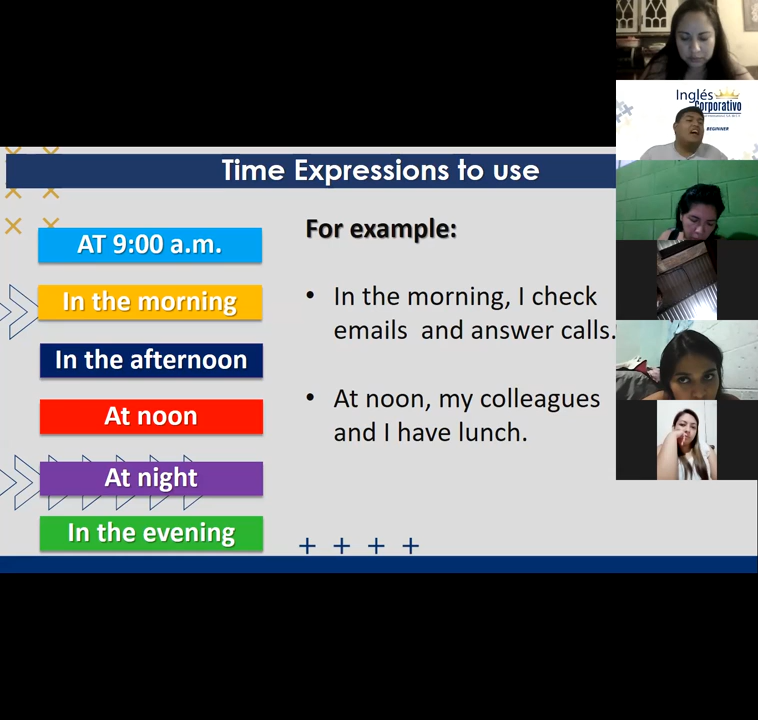 Time Expressions to use
AT 9:00 a.m.
In the morning
In the afternoon
At noon
At night
In the evening
For example:
• In the morning, I check
emails and answer calls.
• At noon, my colleagues
and I have lunch.
Inglés
Corporativo
BEGINNER